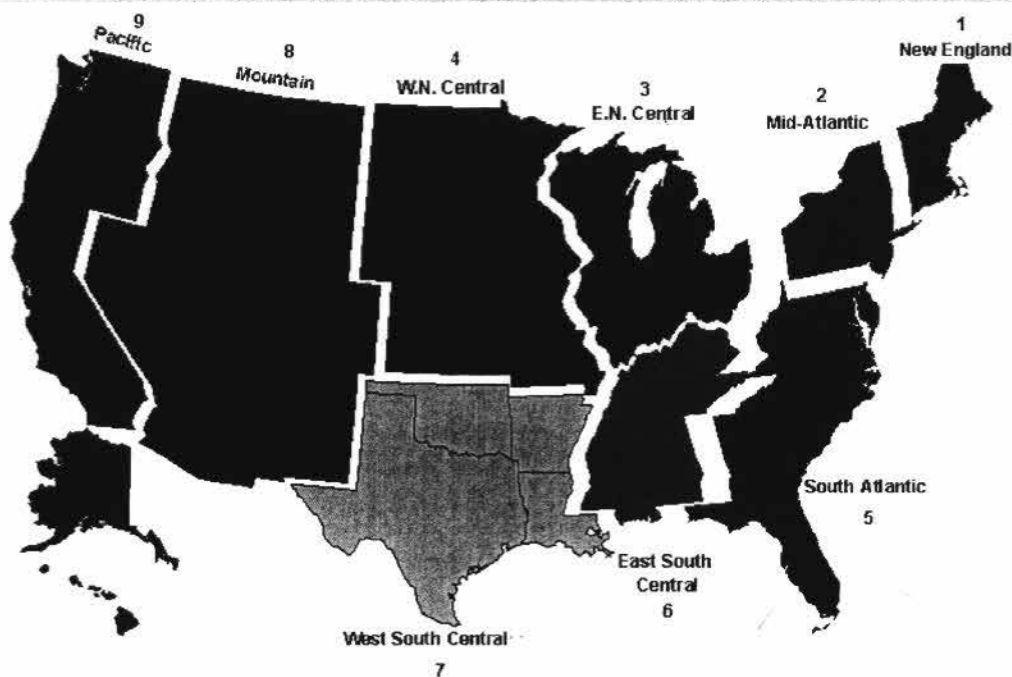 9
Pacific
8
Mountain
4
W.N. Central
3
E.N. Central
2
Mid-Atlantic
1
New England
South Atlantic
5
East South
Central
6
West South Central
7